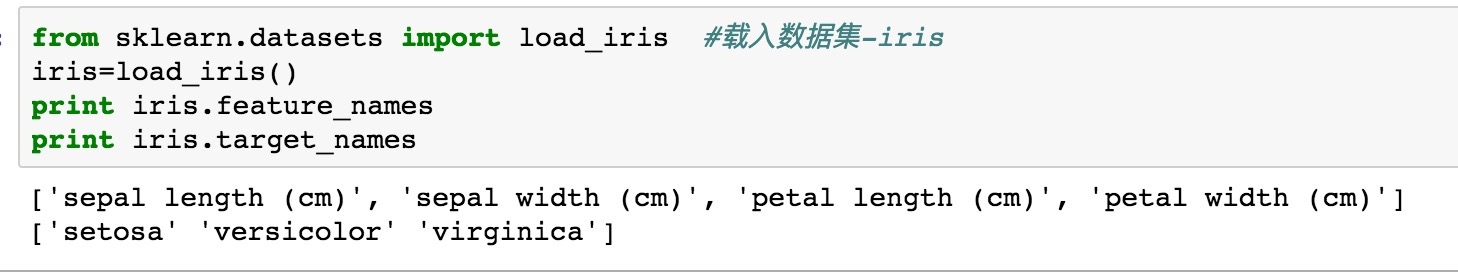 from sklearn.datasets import load_iris  #载入数据集-iris
iris=load_iris()
print iris.feature_names
print iris.target_names
['sepal length (cm)', 'sepal width (cm)', 'petal length (cm)', 'petal width (cm)']
['setosa' 'versicolor' 'virginica']